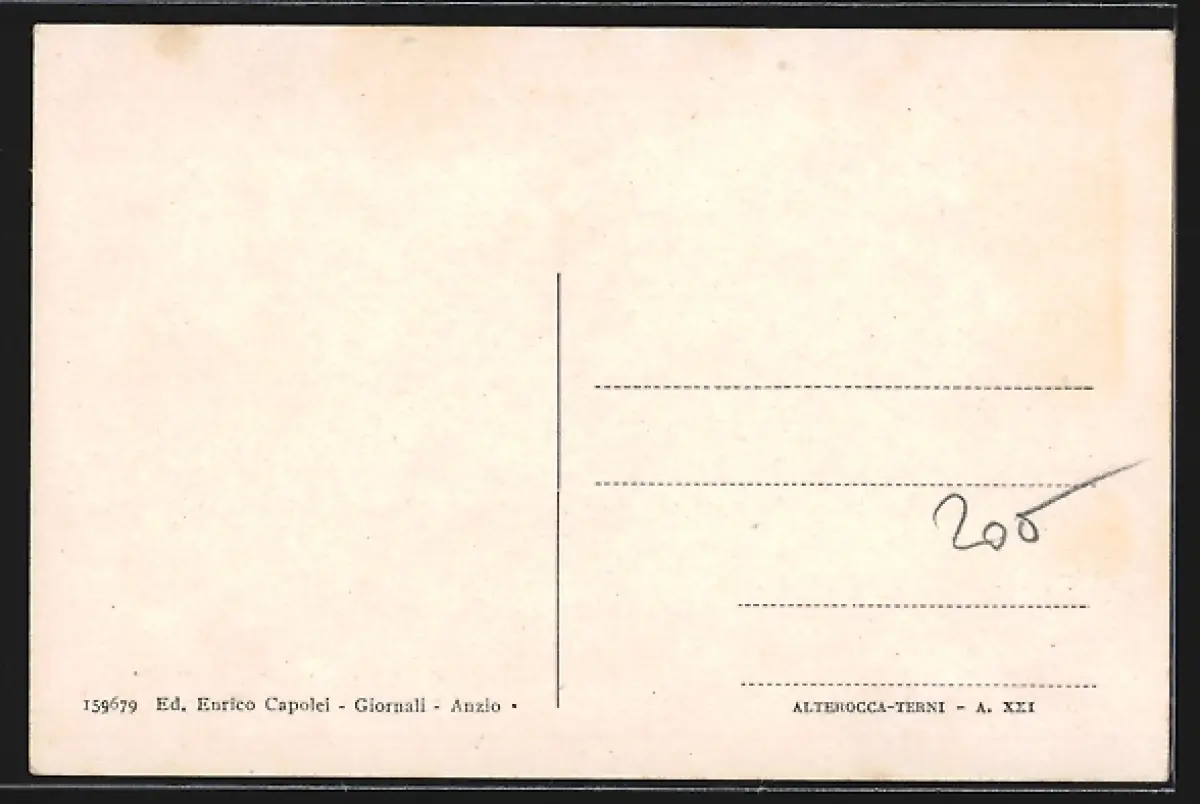 200
159679 Ed. Enrico Capolei - Giornali - Anzio •
ALTEROCCA-TERNI - A. XXI